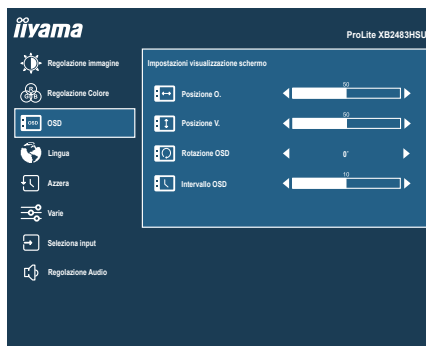 iiyama
ProLite XB2483HSU
Regolazione immagine
Regolazione Colore
OSD
OSD
Lingua
Azzera
Varie
Seleziona input
Regolazione Audio
Impostazioni visualizzazione schermo
Posizione O.
50
Posizione V.
50
Rotazione OSD
0°
Intervallo OSD
10